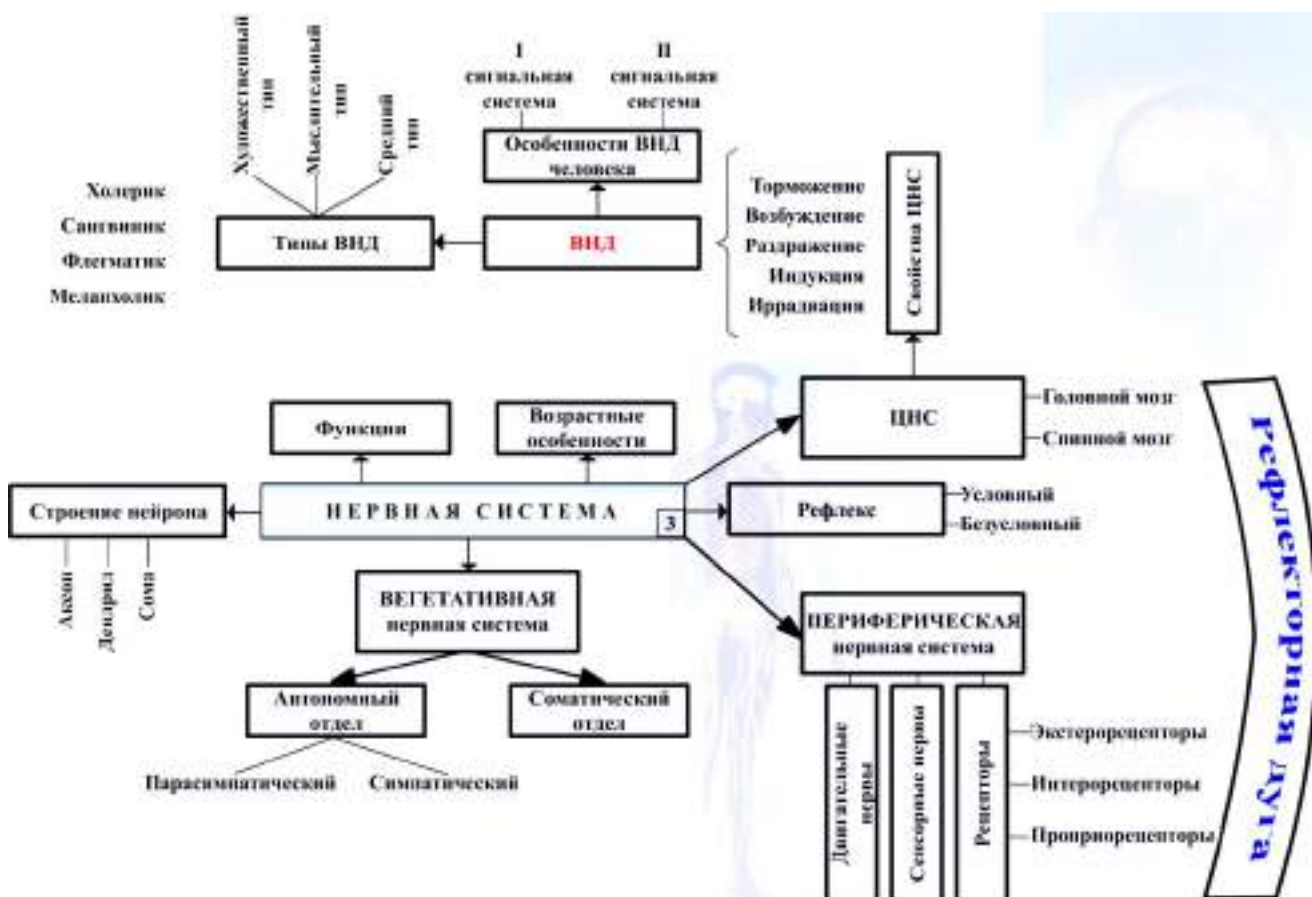 Художественный
тип
Мыслительный
тип
Средний
тип
I
сигнальная
система
II
сигнальная
система
Особенности ВНД
человека
Холерик
Сангвиник
Флегматик
Меланхолик
Типы ВНД
ВНД
Торможение
Возбуждение
Раздражение
Индукция
Иррадиация
Свойства ЦНС
Функции
Возрастные
особенности
ЦНС
Головной мозг
Спинной мозг
Строение нейрона
НЕРВНАЯ СИСТЕМА
3
Рефлекс
Условный
Безусловный
Аксон
Дендрид
Сома
ВЕГЕТАТИВНАЯ
нервная система
ПЕРИФЕРИЧЕСКАЯ
нервная система
Автономный
отдел
Соматический
отдел
Парасимпатический
Симпатический
Двигательные
нервы
Сенсорные нервы
Рецепторы
Экстерорецепторы
Интерорецепторы
Проприорецепторы
Рефлекторная дуга